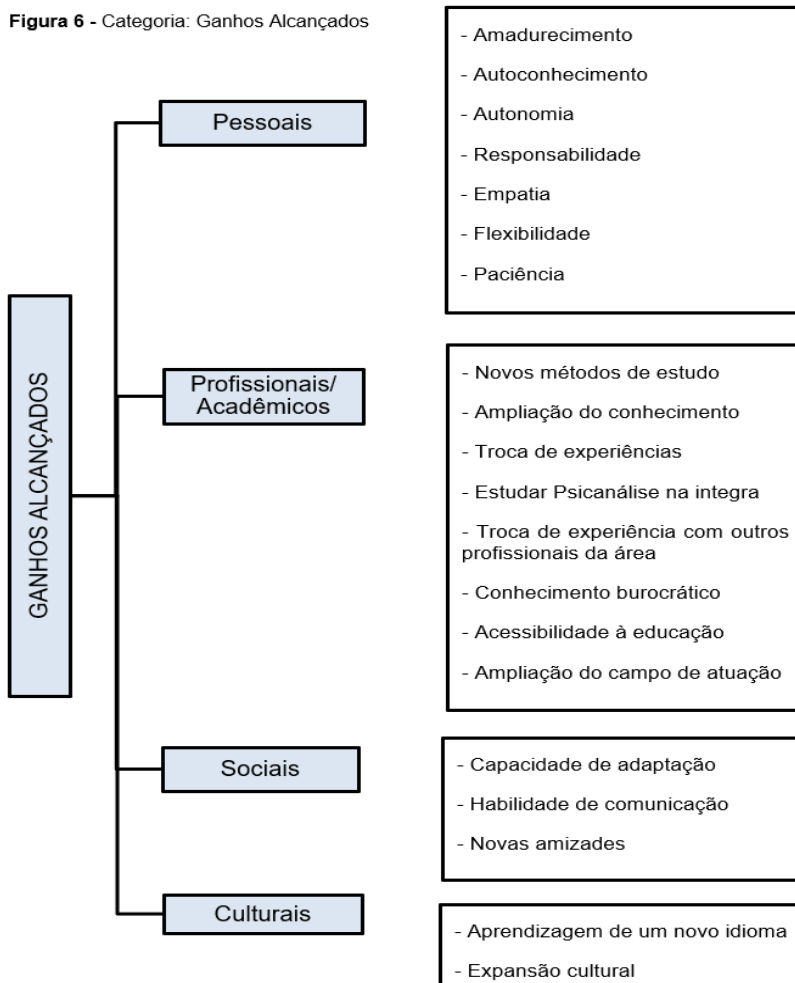 Figura 6 - Categoria: Ganhos Alcançados
GANHOS ALCANÇADOS
Pessoais
- Amadurecimento
- Autoconhecimento
- Autonomia
- Responsabilidade
- Empatia
- Flexibilidade
- Paciência
Profissionais/
Acadêmicos
- Novos métodos de estudo
- Ampliação do conhecimento
- Troca de experiências
- Estudar Psicanálise na integra
- Troca de experiência com outros
profissionais da área
- Conhecimento burocrático
- Acessibilidade à educação
- Ampliação do campo de atuação
Sociais
- Capacidade de adaptação
- Habilidade de comunicação
- Novas amizades
Culturais
- Aprendizagem de um novo idioma
- Expansão cultural